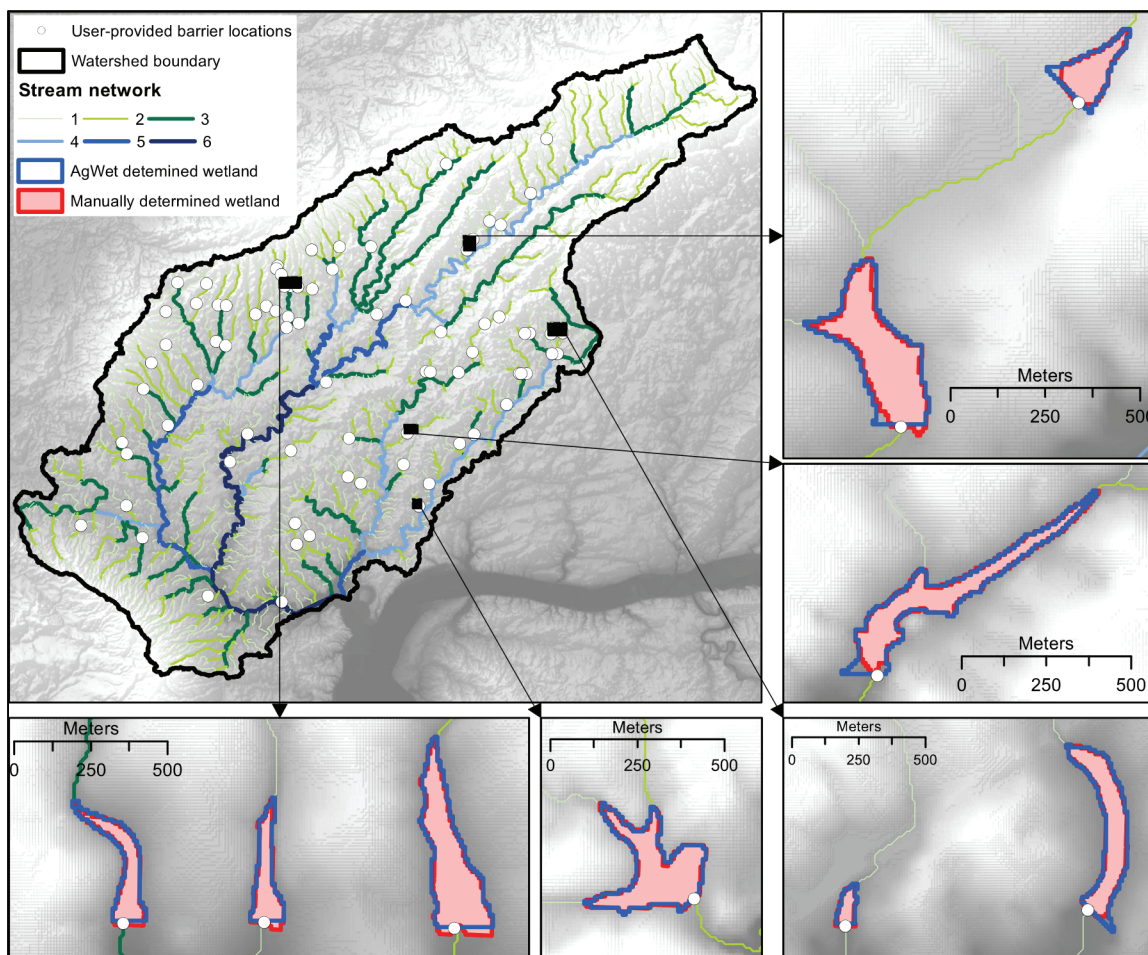 User-provided barrier locations
Watershed boundary
Stream network
1 2 3
4 5 6
AgWet detemined wetland
Manually determined wetland
Meters
0 250 500
Meters
0 250 500
Meters
0 250 500
Meters
0 250 500
Meters
0 250 500